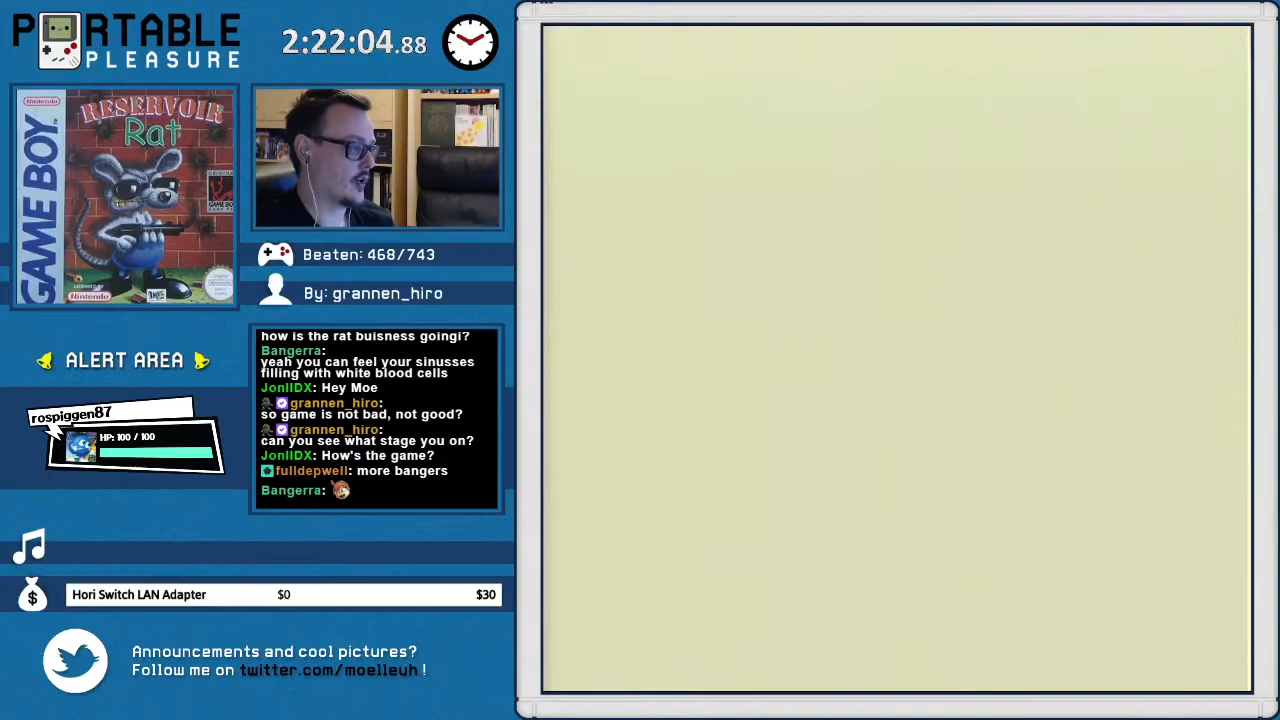 PORTABLE
PLEASURE
2:22:04.88
Nintendo
RESERVOIR
Rat
GAME BOY
Nintendo
Beaten: 468/743
By: grannen_hiro
ALERT AREA
rospiggen87
HP: 100 / 100
how is the rat buisness goingi?
Bangerra:
yeah you can feel your sinusses
filling with white blood cells
JonIIDX: Hey Moe
grannen_hiro:
so game is not bad, not good?
grannen_hiro:
can you see what stage you on?
JonIIDX: How's the game?
fulldepwell: more bangers
Bangerra:
Hori Switch LAN Adapter $0 $30
Announcements and cool pictures?
Follow me on twitter.com/moelleuh !